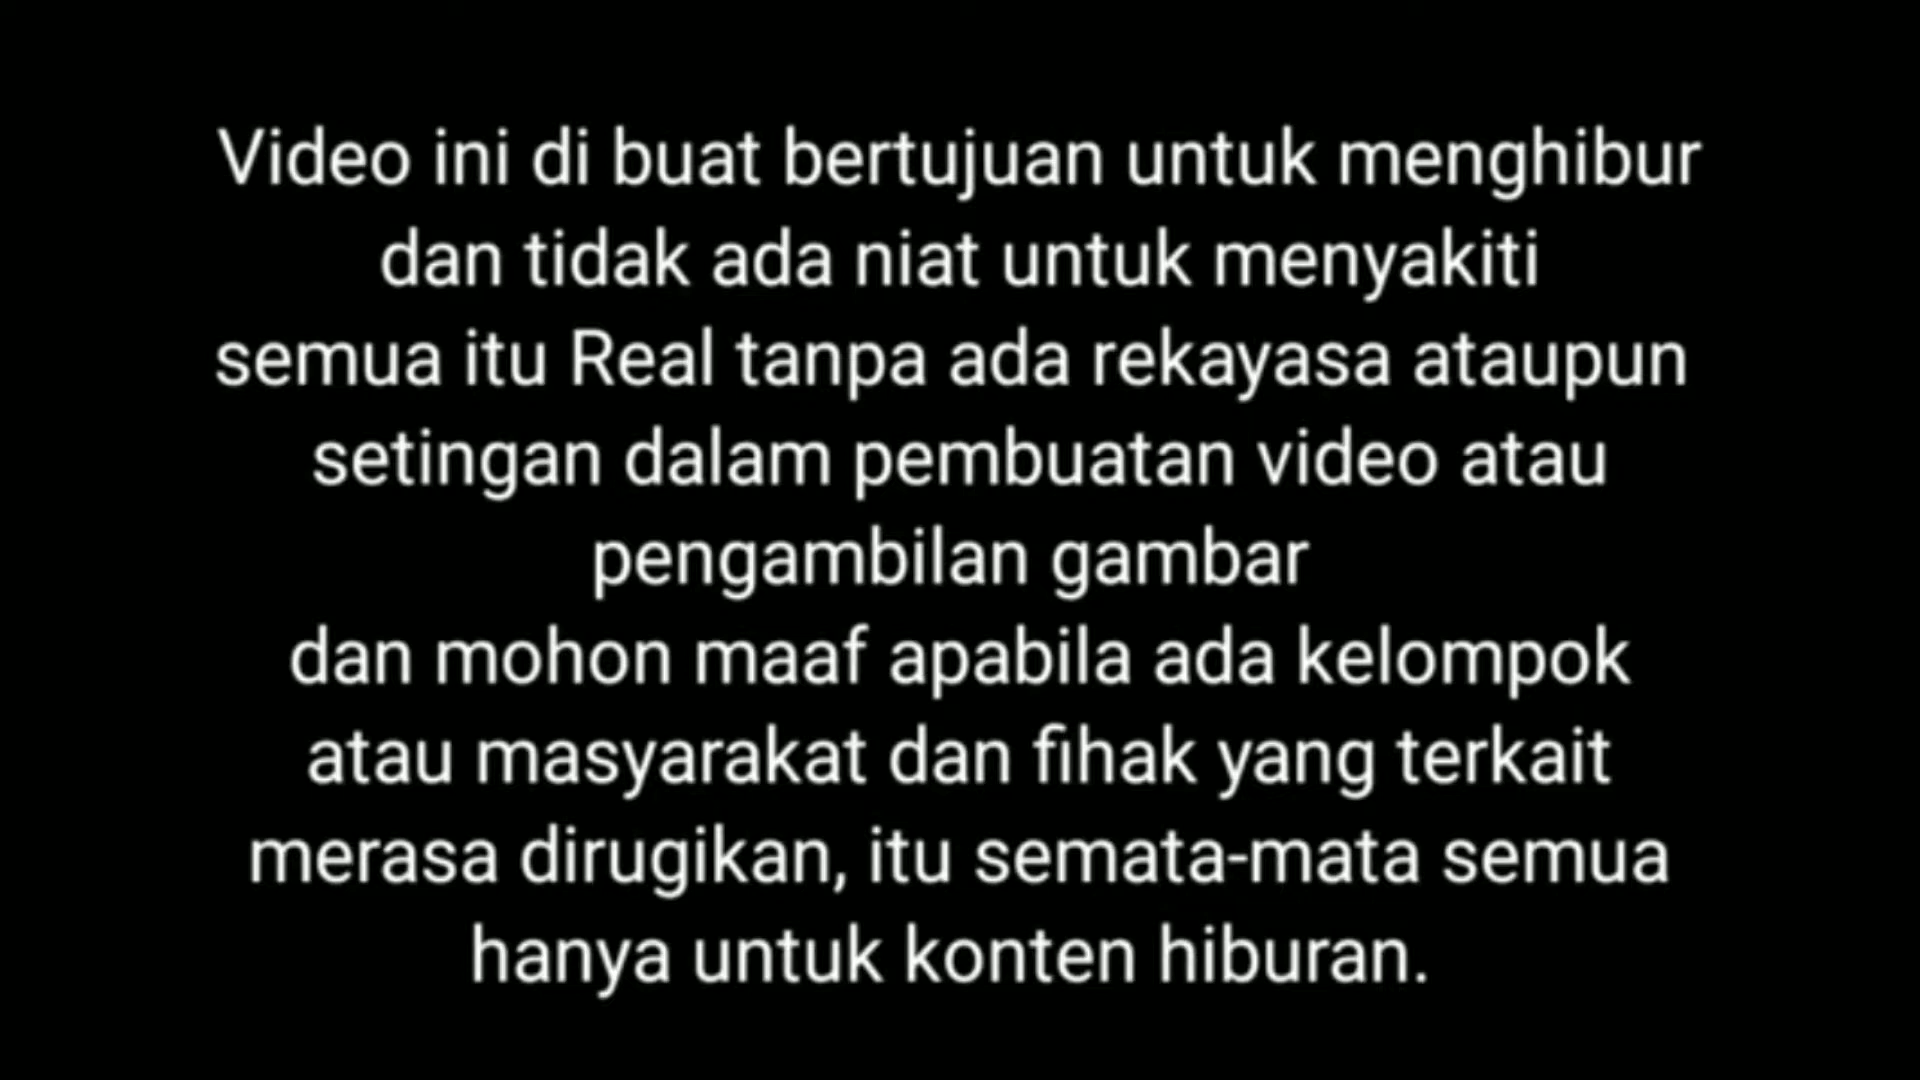 Video ini di buat bertujuan untuk menghibur
dan tidak ada niat untuk menyakiti
semua itu Real tanpa ada rekayasa ataupun
setingan dalam pembuatan video atau
pengambilan gambar
dan mohon maaf apabila ada kelompok
atau masyarakat dan fihak yang terkait
merasa dirugikan, itu semata-mata semua
hanya untuk konten hiburan.